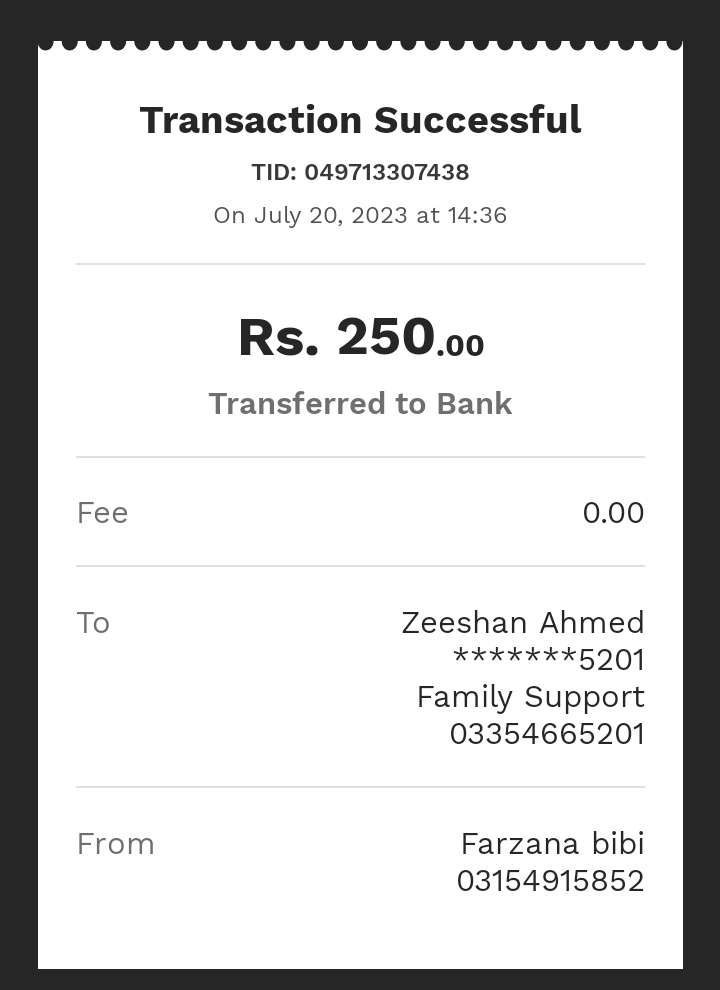 Transaction Successful
TID: 049713307438
On July 20, 2023 at 14:36
Rs. 250.00
Transferred to Bank
Fee 0.00
To Zeeshan Ahmed
*******5201
Family Support
03354665201
From Farzana bibi
03154915852